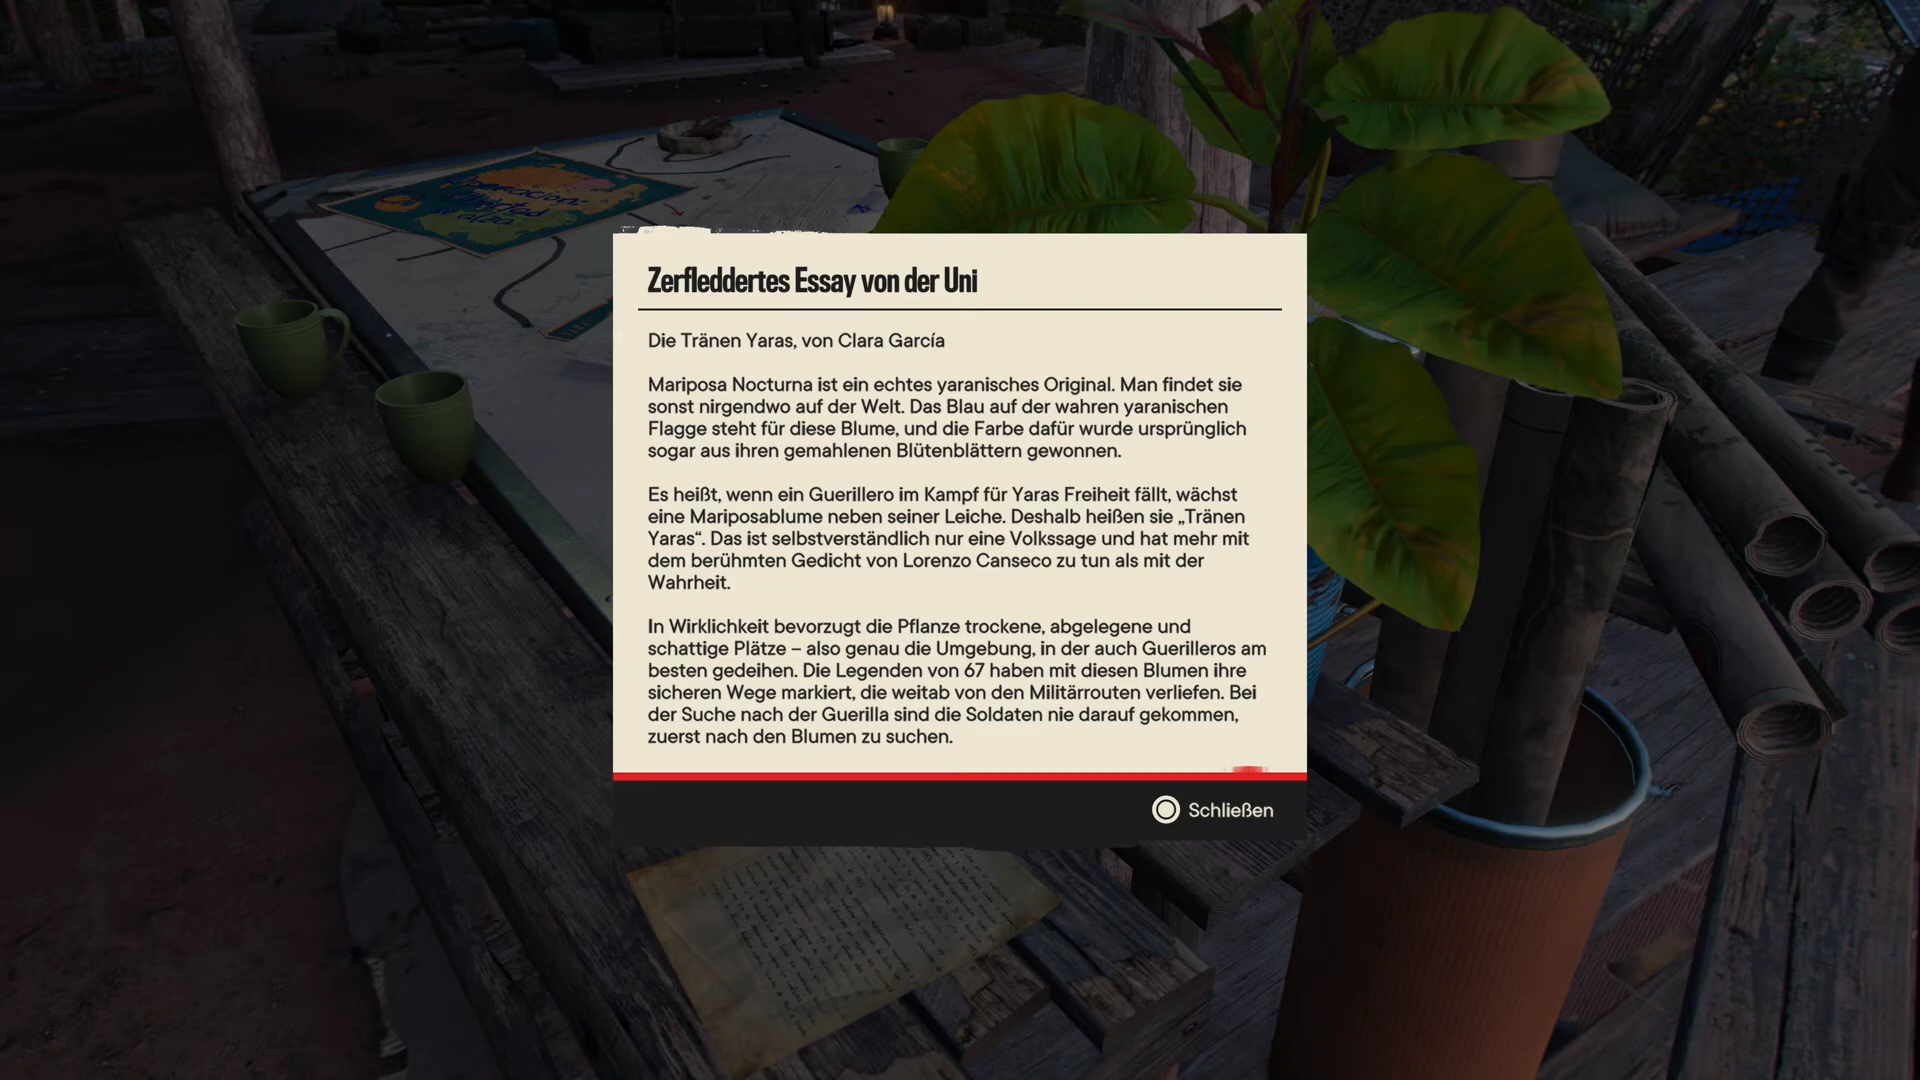 Operación:
Libertad
Zerfleddertes Essay von der Uni
Die Tränen Yaras, von Clara García
Mariposa Nocturna ist ein echtes yaranisches Original. Man findet sie
sonst nirgendwo auf der Welt. Das Blau auf der wahren yaranischen
Flagge steht für diese Blume, und die Farbe dafür wurde ursprünglich
sogar aus ihren gemahlenen Blütenblättern gewonnen.
Es heißt, wenn ein Guerillero im Kampf für Yaras Freiheit fällt, wächst
eine Mariposablume neben seiner Leiche. Deshalb heißen sie „Tränen
Yaras“. Das ist selbstverständlich nur eine Volkssage und hat mehr mit
dem berühmten Gedicht von Lorenzo Canseco zu tun als mit der
Wahrheit.
In Wirklichkeit bevorzugt die Pflanze trockene, abgelegene und
schattige Plätze – also genau die Umgebung, in der auch Guerilleros am
besten gedeihen. Die Legenden von 67 haben mit diesen Blumen ihre
sicheren Wege markiert, die weitab von den Militärrouten verliefen. Bei
der Suche nach der Guerilla sind die Soldaten nie darauf gekommen,
zuerst nach den Blumen zu suchen.
Schließen